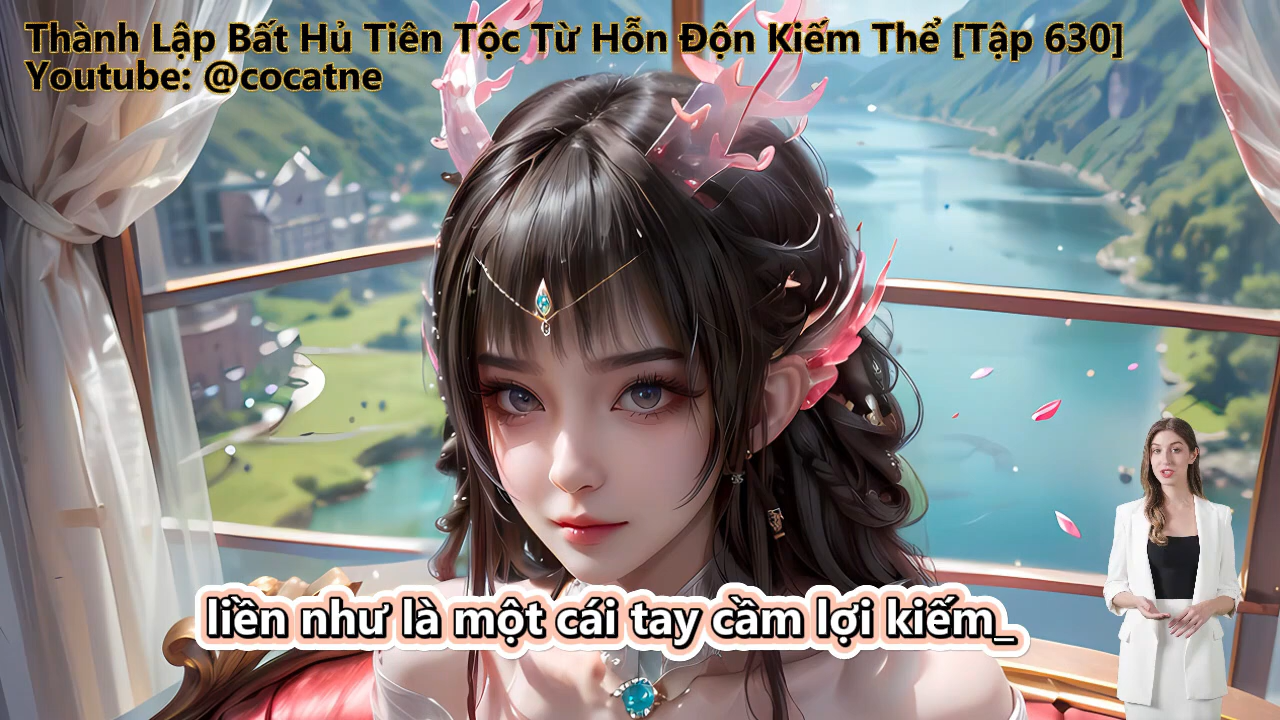 Thành Lập Bất Hủ Tiên Tộc Từ Hỗn Độn Kiếm Thể [Tập 630]
Youtube: @cocatne
liền như là một cái tay cầm lợi kiếm_